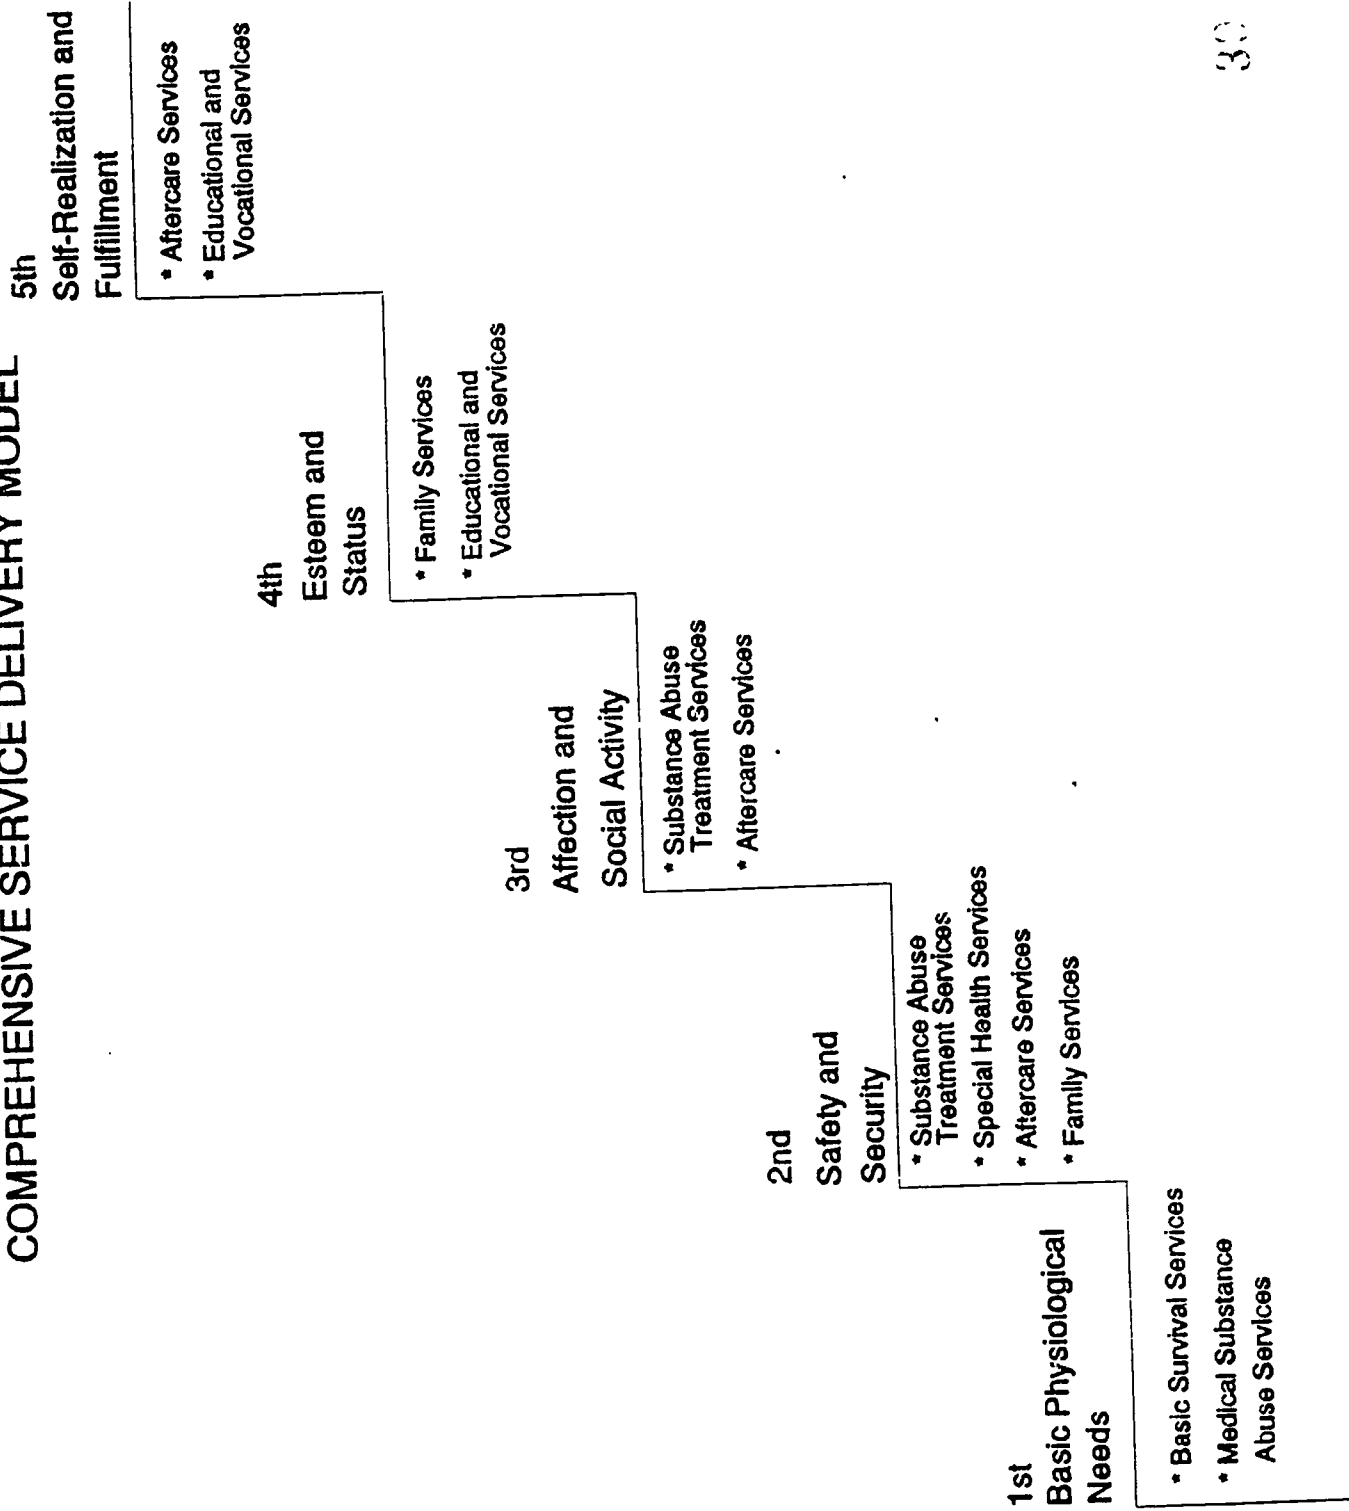 COMPREHENSIVE SERVICE DELIVERY MODEL
5th
Self-Realization and
Fulfillment
* Aftercare Services
* Educational and
Vocational Services
4th
Esteem and
Status
* Family Services
* Educational and
Vocational Services
3rd
Affection and
Social Activity
* Substance Abuse
Treatment Services
* Aftercare Services
2nd
Safety and
Security
* Substance Abuse
Treatment Services
* Special Health Services
* Aftercare Services
* Family Services
1st
Basic Physiological
Needs
* Basic Survival Services
* Medical Substance
Abuse Services